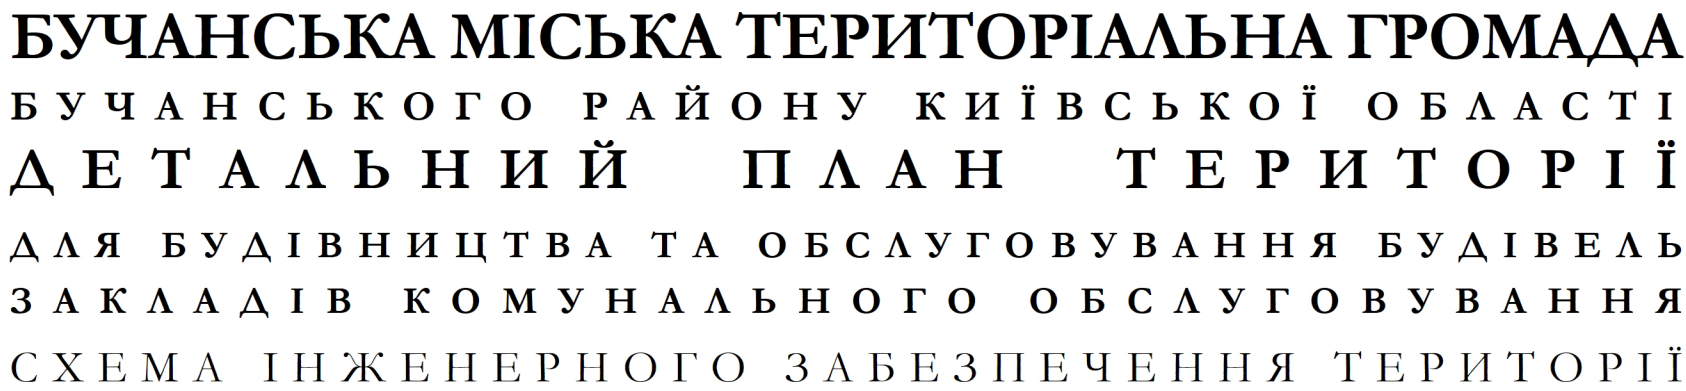 БУЧАНСЬКА МІСЬКА ТЕРИТОРІАЛЬНА ГРОМАДА
БУЧАНСЬКОГО РАЙОНУ КИЇВСЬКОЇ ОБЛАСТІ
ДЕТАЛЬНИЙ ПЛАН ТЕРИТОРІЇ
ДЛЯ БУДІВНИЦТВА ТА ОБСЛУГОВУВАННЯ БУДІВЕЛЬ
ЗАКЛАДІВ КОМУНАЛЬНОГО ОБСЛУГОВУВАННЯ
СХЕМА ІНЖЕНЕРНОГО ЗАБЕЗПЕЧЕННЯ ТЕРИТОРІЇ